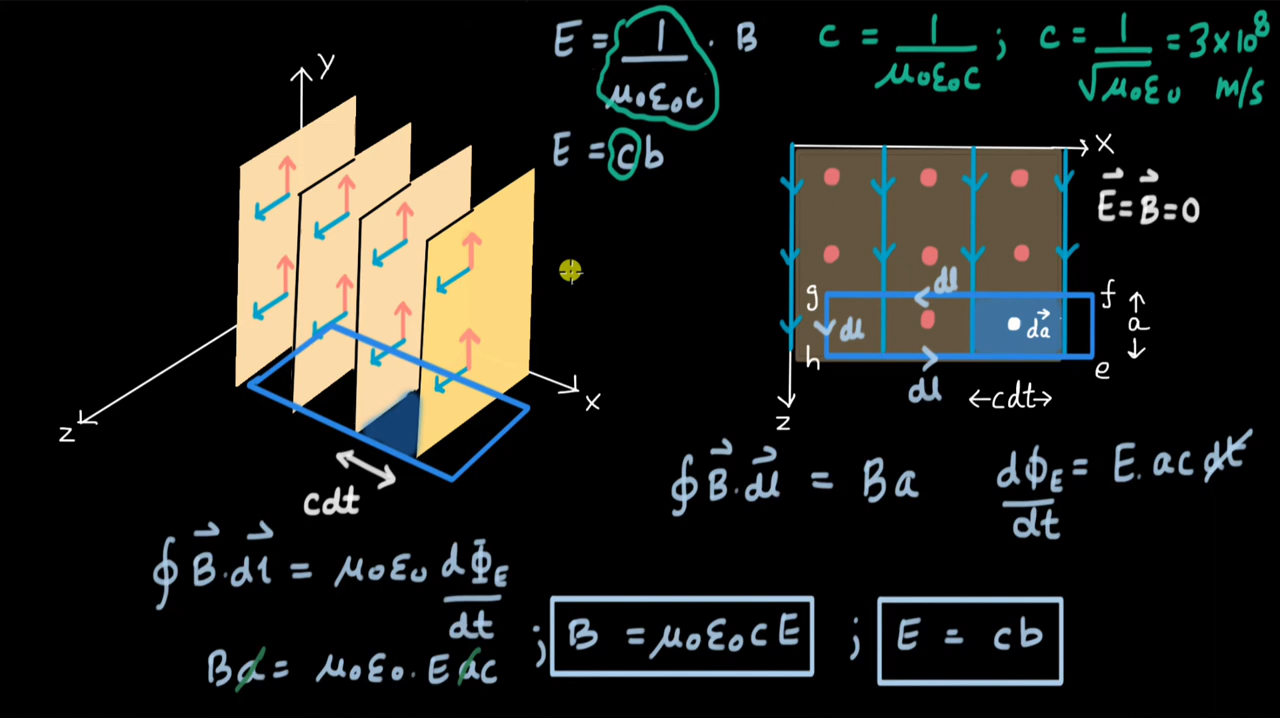 E = 1/μ₀ε₀c · B
c = 1/μ₀ε₀c ; c = 1/√μ₀ε₀ = 3×10⁸ m/s
E = cb
y
x
z
cdt
x
z
E⃗ = B⃗ = 0
g
f
h
e
a
dl
dl
dl
da⃗
←cdt→
∮ B⃗·dl⃗ = Ba
dϕ_E/dt = E. ac dt
∮ B⃗·dl⃗ = μ₀ε₀ dΦ_E/dt
Ba = μ₀ε₀. E ac
; B = μ₀ε₀cE ; E = cb